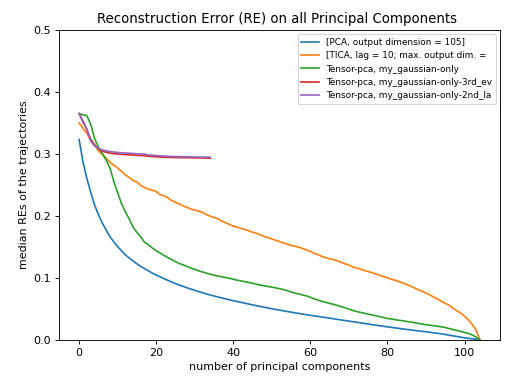 Reconstruction Error (RE) on all Principal Components
[PCA, output dimension = 105]
[TICA, lag = 10; max. output dim. =
Tensor-pca, my_gaussian-only
Tensor-pca, my_gaussian-only-3rd_ev
Tensor-pca, my_gaussian-only-2nd_la
median REs of the trajectories
0.5
0.4
0.3
0.2
0.1
0.0
0 20 40 60 80 100
number of principal components